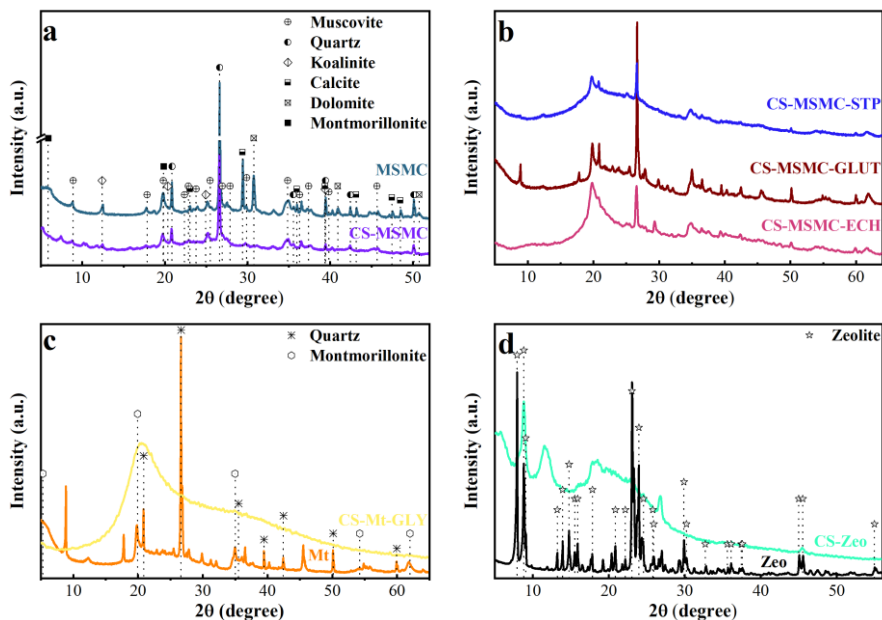 a
Muscovite
Quartz
Koalinite
Calcite
Dolomite
Montmorillonite
MSMC
CS-MSMC
Intensity (a.u.)
10 20 30 40 50
2θ (degree)
b
CS-MSMC-STP
CS-MSMC-GLUT
CS-MSMC-ECH
Intensity (a.u.)
10 20 30 40 50 60
2θ (degree)
c
Quartz
Montmorillonite
CS-Mt-GLY
Mt
Intensity (a.u.)
10 20 30 40 50 60
2θ (degree)
d
Zeolite
CS-Zeo
Zeo
Intensity (a.u.)
10 20 30 40 50
2θ (degree)